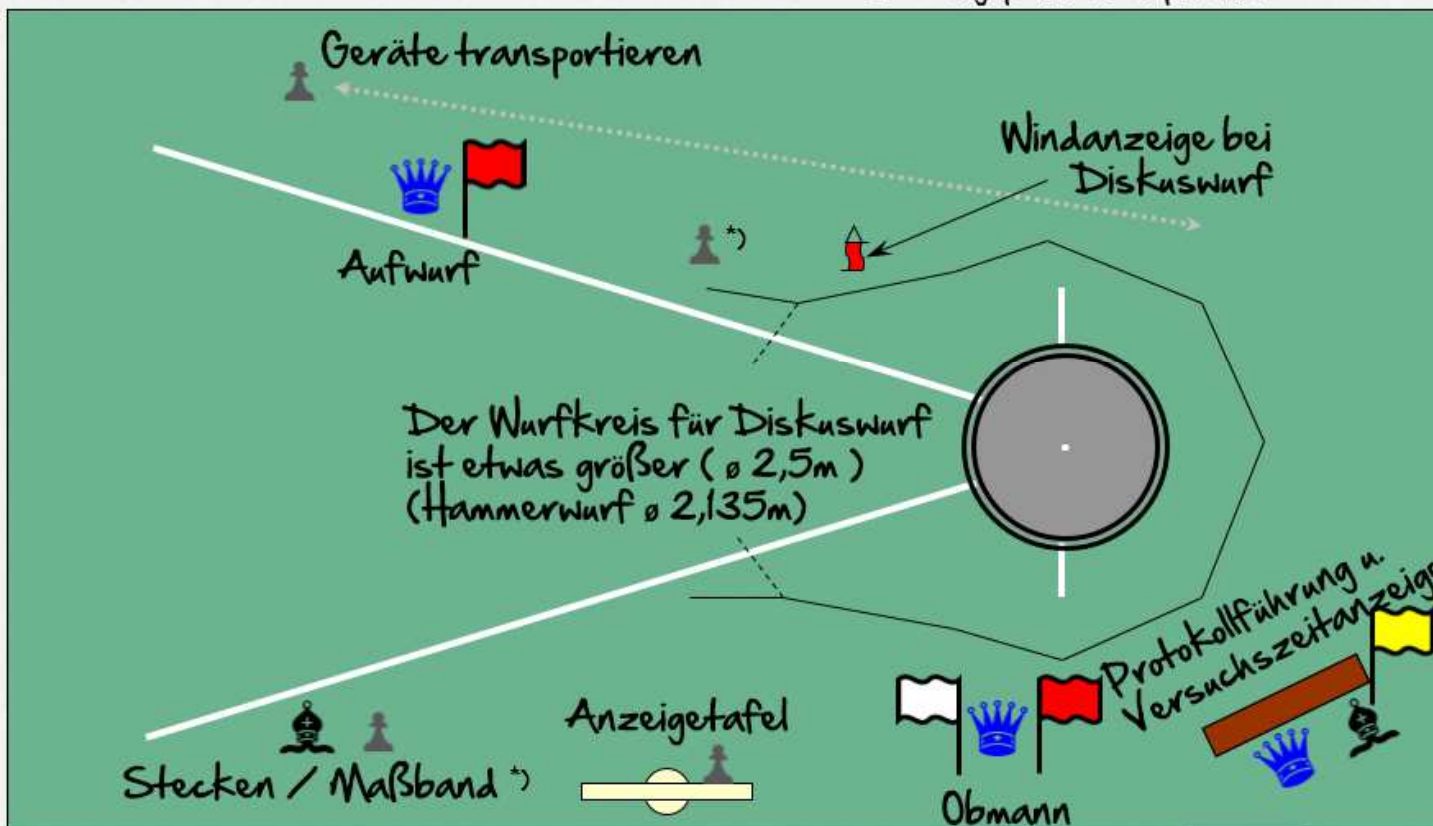 Geräte transportieren
Windanzeige bei
Diskuswurf
*)
Aufwurf
Der Wurfkreis für Diskuswurf
ist etwas größer ( ø 2,5m )
(Hammerwurf ø 2,135m)
Protokollführung u.
Versuchszeitanzeige
Anzeigetafel
Stecken / Maßband *)
Obmann